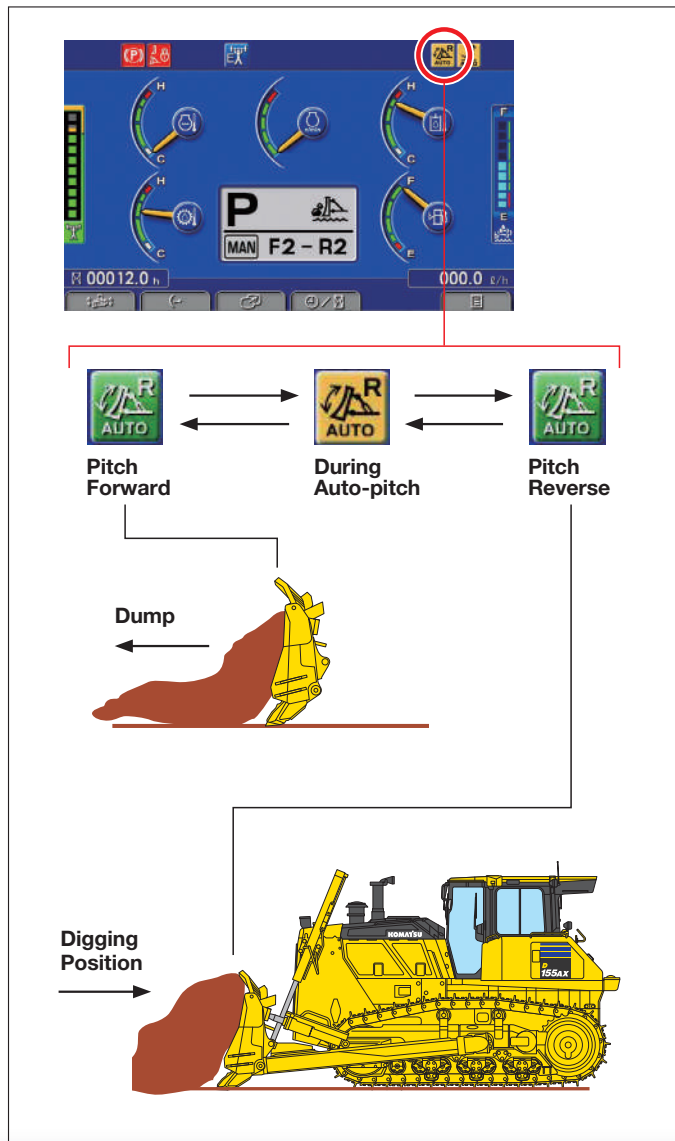 (P)
R
AUTO
H
C
H
H
C
F
E
H
C
P
MAN F2 – R2
F
E
00012.0 h
000.0 ℓ/h
R
AUTO
R
AUTO
R
AUTO
Pitch
Forward
During
Auto-pitch
Pitch
Reverse
Dump
Digging
Position
KOMATSU
D
155AX